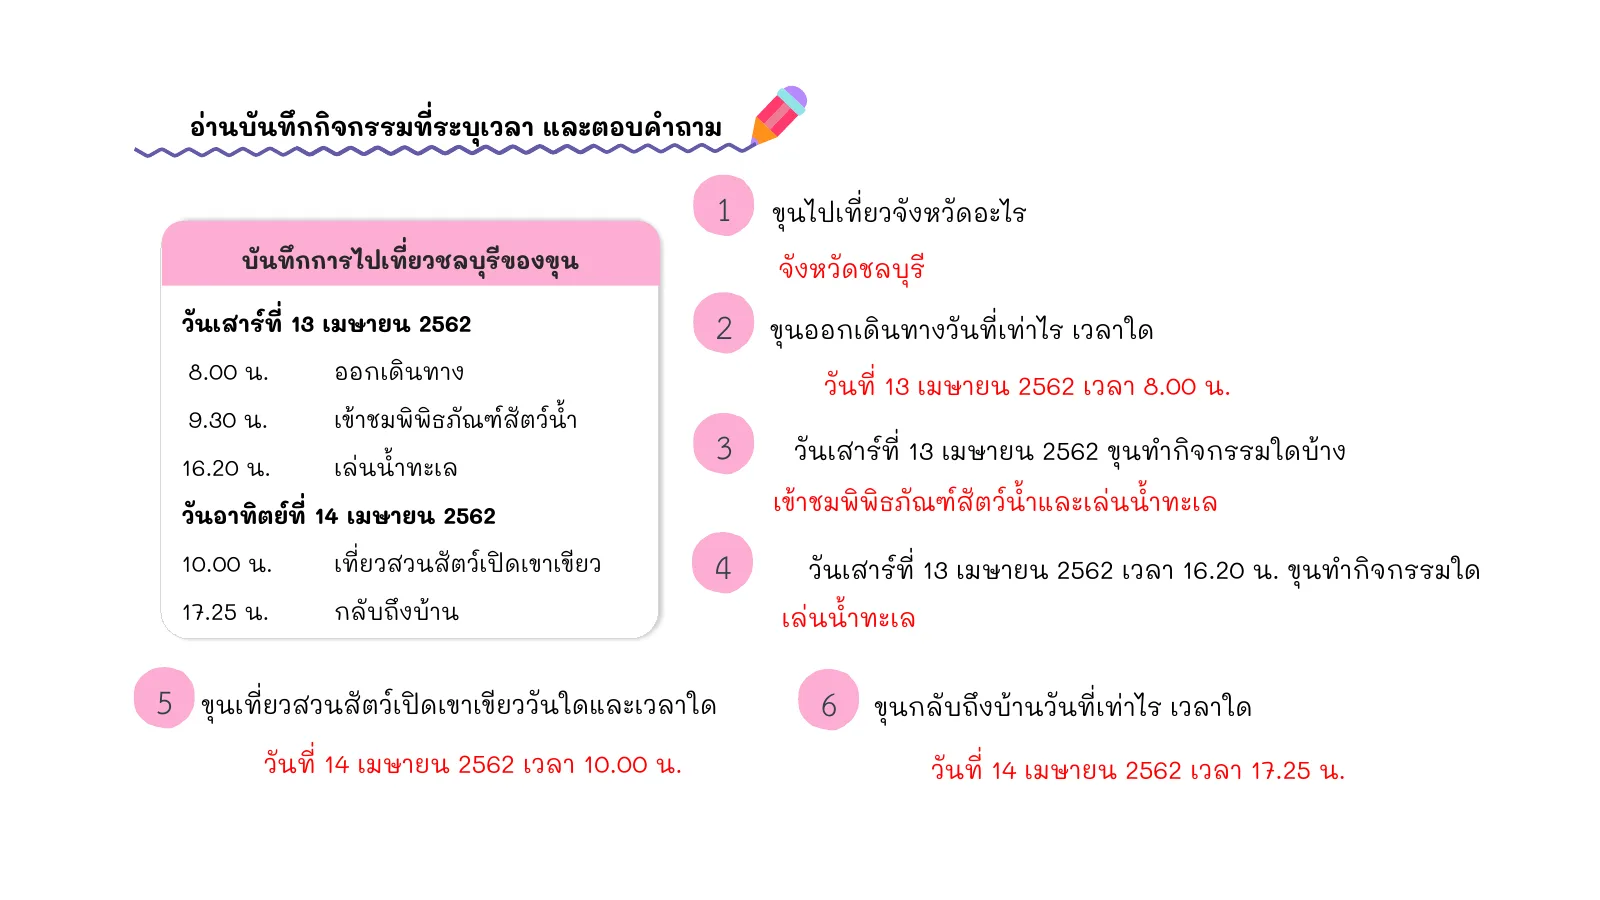 อ่านบันทึกกิจกรรมที่ระบุเวลา และตอบคำถาม
บันทึกการไปเที่ยวชลบุรีของขุน
วันเสาร์ที่ 13 เมษายน 2562
8.00 น. ออกเดินทาง
9.30 น. เข้าชมพิพิธภัณฑ์สัตว์น้ำ
16.20 น. เล่นน้ำทะเล
วันอาทิตย์ที่ 14 เมษายน 2562
10.00 น. เที่ยวสวนสัตว์เปิดเขาเขียว
17.25 น. กลับถึงบ้าน
1 ขุนไปเที่ยวจังหวัดอะไร
จังหวัดชลบุรี
2 ขุนออกเดินทางวันที่เท่าไร เวลาใด
วันที่ 13 เมษายน 2562 เวลา 8.00 น.
3 วันเสาร์ที่ 13 เมษายน 2562 ขุนทำกิจกรรมใดบ้าง
เข้าชมพิพิธภัณฑ์สัตว์น้ำและเล่นน้ำทะเล
4 วันเสาร์ที่ 13 เมษายน 2562 เวลา 16.20 น. ขุนทำกิจกรรมใด
เล่นน้ำทะเล
5 ขุนเที่ยวสวนสัตว์เปิดเขาเขียววันใดและเวลาใด
วันที่ 14 เมษายน 2562 เวลา 10.00 น.
6 ขุนกลับถึงบ้านวันที่เท่าไร เวลาใด
วันที่ 14 เมษายน 2562 เวลา 17.25 น.